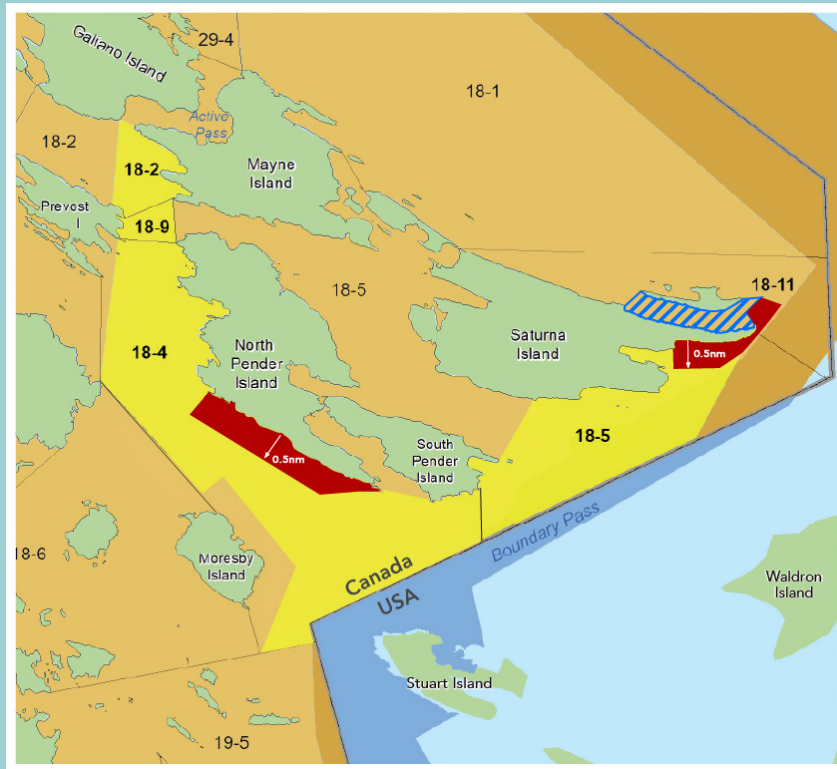 Galiano Island
29-4
18-1
Active
Pass
18-2
18-2
Mayne
Island
Prevost
I
18-9
18-5
18-11
Saturna
Island
0.5nm
18-4
North
Pender
Island
18-5
South
Pender
Island
0.5nm
18-6
Moresby
Island
Canada
USA
Boundary Pass
Waldron
Island
Stuart Island
19-5